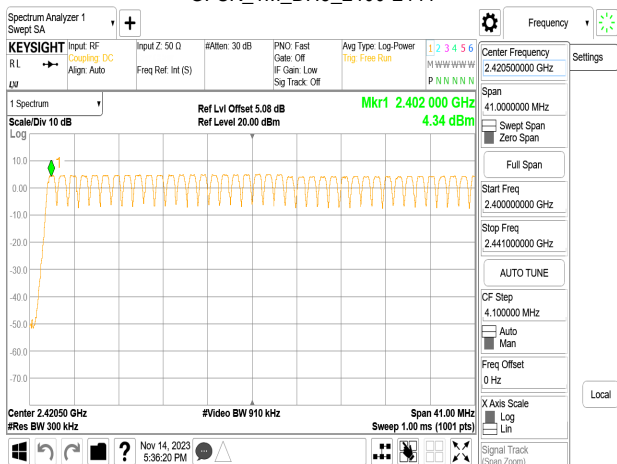 Spectrum Analyzer 1
Swept SA
Frequency
KEYSIGHT
RL
Input: RF
Coupling: DC
Align: Auto
Input Z: 50 Ω
Freq Ref: Int (S)
#Atten: 30 dB
PNO: Fast
Gate: Off
IF Gain: Low
Sig Track: Off
Avg Type: Log-Power
Trig: Free Run
1 2 3 4 5 6
M W W W W W
P N N N N N
1 Spectrum
Scale/Div 10 dB
Log
Ref Lvl Offset 5.08 dB
Ref Level 20.00 dBm
Mkr1 2.402 000 GHz
4.34 dBm
1
10.0
0.00
-10.0
-20.0
-30.0
-40.0
-50.0
-60.0
-70.0
Center 2.42050 GHz
#Res BW 300 kHz
#Video BW 910 kHz
Span 41.00 MHz
Sweep 1.00 ms (1001 pts)
Nov 14, 2023
5:36:20 PM
?
Center Frequency
2.420500000 GHz
Settings
Span
41.0000000 MHz
Swept Span
Zero Span
Full Span
Start Freq
2.400000000 GHz
Stop Freq
2.441000000 GHz
AUTO TUNE
CF Step
4.100000 MHz
Auto
Man
Freq Offset
0 Hz
X Axis Scale
Log
Lin
Local
Signal Track
(Span Zoom)